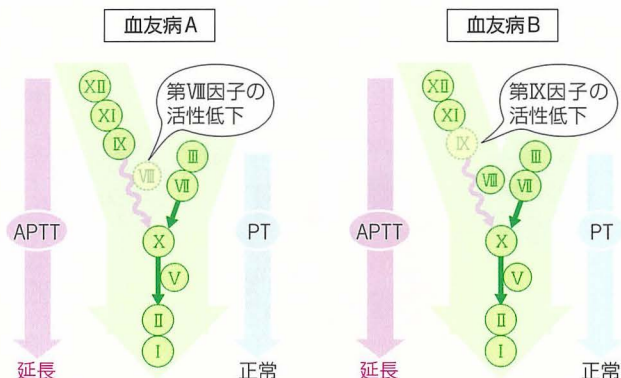 血友病A
XII
XI
IX
第VIII因子の
活性低下
VIII
III
VII
APTT
X
PT
V
II
I
延長
正常
血友病B
XII
XI
IX
第IX因子の
活性低下
VIII
III
VII
APTT
X
PT
V
II
I
延長
正常